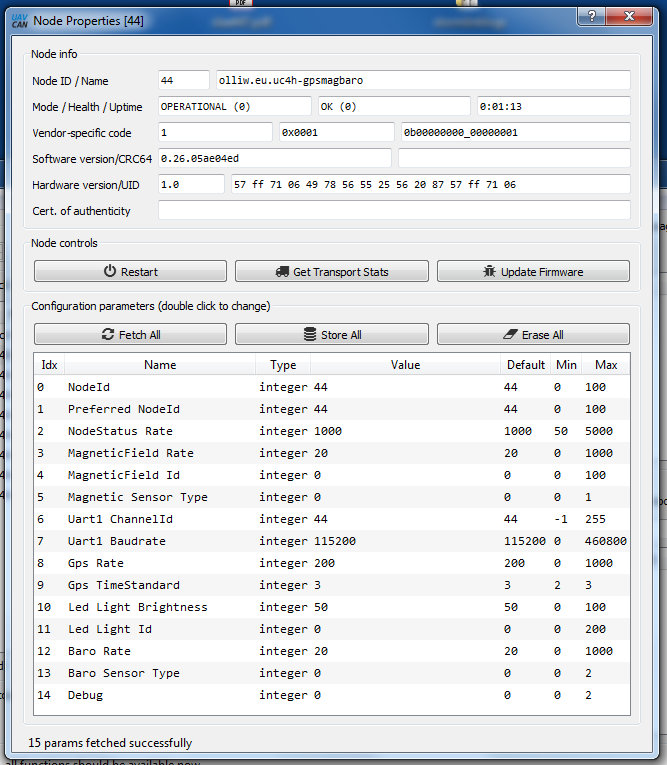 PDF
UAV
CAN
Node Properties [44]
Node info
Node ID / Name 44 olliw.eu.uc4h-gpsmagbaro
Mode / Health / Uptime OPERATIONAL (0) OK (0) 0:01:13
Vendor-specific code 1 0x0001 0b00000000_00000001
Software version/CRC64 0.26.05ae04ed
Hardware version/UID 1.0 57 ff 71 06 49 78 56 55 25 56 20 87 57 ff 71 06
Cert. of authenticity
Node controls
Restart Get Transport Stats Update Firmware
Configuration parameters (double click to change)
Fetch All Store All Erase All
Idx Name Type Value Default Min Max
0 NodeId integer 44 44 0 100
1 Preferred NodeId integer 44 44 0 100
2 NodeStatus Rate integer 1000 1000 50 5000
3 MagneticField Rate integer 20 20 0 1000
4 MagneticField Id integer 0 0 0 100
5 Magnetic Sensor Type integer 0 0 0 1
6 Uart1 ChannelId integer 44 44 -1 255
7 Uart1 Baudrate integer 115200 115200 0 460800
8 Gps Rate integer 200 200 0 1000
9 Gps TimeStandard integer 3 3 2 3
10 Led Light Brightness integer 50 50 0 100
11 Led Light Id integer 0 0 0 200
12 Baro Rate integer 20 20 0 1000
13 Baro Sensor Type integer 0 0 0 2
14 Debug integer 0 0 0 2
15 params fetched successfully
all functions should be available now